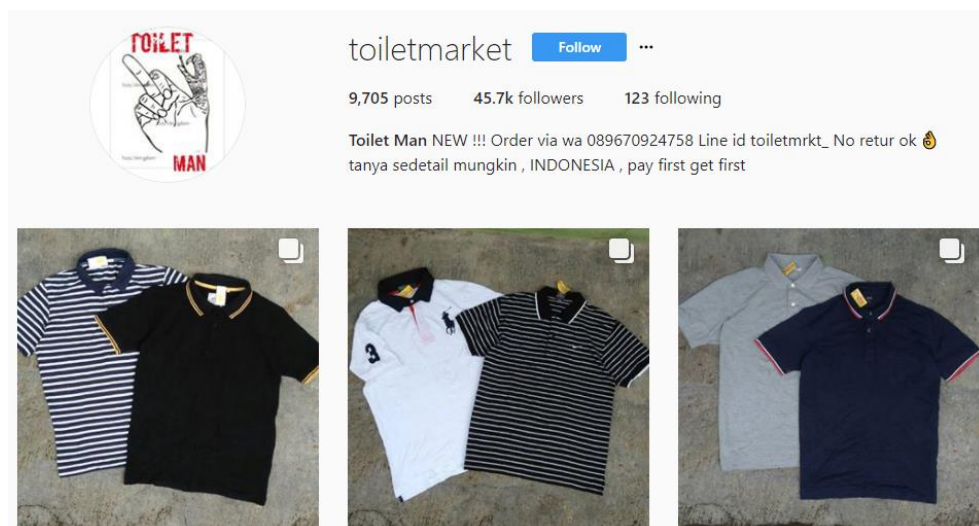 TOILET
MAN
toiletmarket
Follow
9,705 posts 45.7k followers 123 following
Toilet Man NEW !!! Order via wa 089670924758 Line id toiletmrkt_ No retur ok 👌
tanya sedetail mungkin , INDONESIA , pay first get first
3